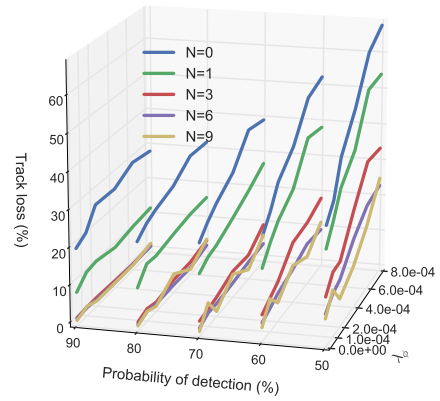 N=0
N=1
N=3
N=6
N=9
Track loss (%)
60
50
40
30
20
10
0
90
80
70
60
50
Probability of detection (%)
8.0e-04
6.0e-04
4.0e-04
2.0e-04
1.0e-04
0.0e+00